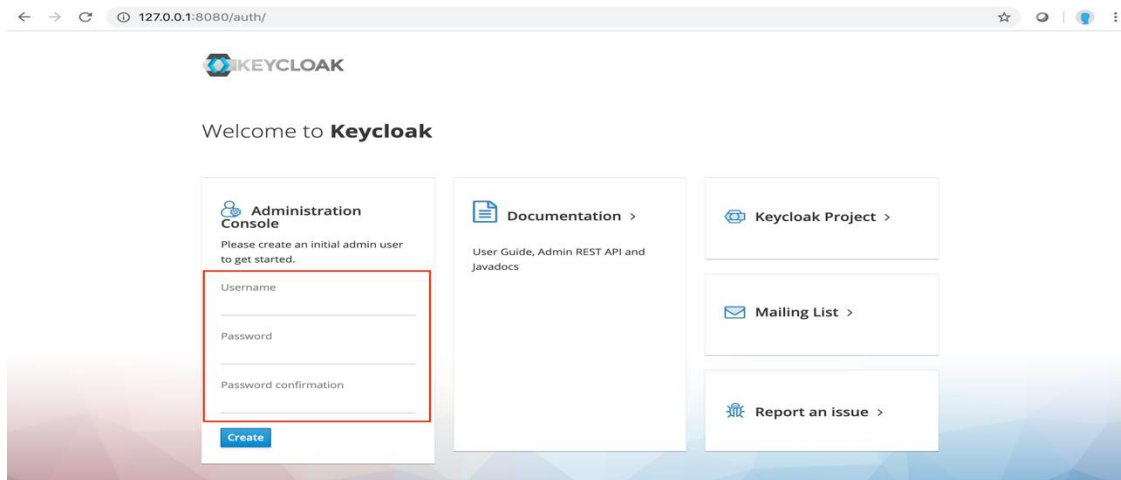 127.0.0.1:8080/auth/
KEYCLOAK
Welcome to Keycloak
Administration
Console
Please create an initial admin user
to get started.
Username
Password
Password confirmation
Create
Documentation >
User Guide, Admin REST API and
Javadocs
Keycloak Project >
Mailing List >
Report an issue >